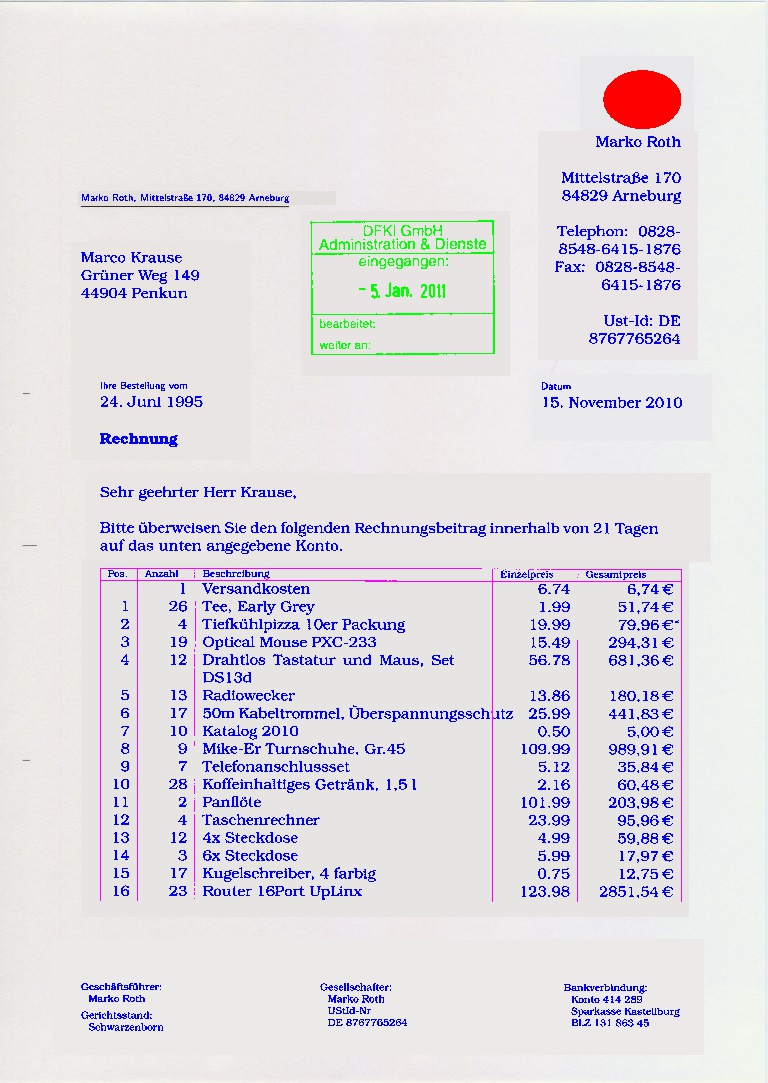 Marko Roth
Mittelstraße 170
84829 Arneburg
Telephon: 0828-
8548-6415-1876
Fax: 0828-8548-
6415-1876
Ust-Id: DE
8767765264
Marko Roth, Mittelstraße 170, 84829 Arneburg
Marco Krause
Grüner Weg 149
44904 Penkun
DFKI GmbH
Administration & Dienste
eingegangen:
- 5. Jan. 2011
bearbeitet:
weiter an:
Ihre Bestellung vom
24. Juni 1995
Datum
15. November 2010
Rechnung
Sehr geehrter Herr Krause,
Bitte überweisen Sie den folgenden Rechnungsbeitrag innerhalb von 21 Tagen
auf das unten angegebene Konto.
Pos. Anzahl Beschreibung Einzelpreis Gesamtpreis
1 Versandkosten 6.74 6,74 €
1 26 Tee, Early Grey 1.99 51,74 €
2 4 Tiefkühlpizza 10er Packung 19.99 79,96 €
3 19 Optical Mouse PXC-233 15.49 294,31 €
4 12 Drahtlos Tastatur und Maus, Set 56.78 681,36 €
DS13d
5 13 Radiowecker 13.86 180,18 €
6 17 50m Kabeltrommel, Überspannungsschutz 25.99 441,83 €
7 10 Katalog 2010 0.50 5,00 €
8 9 Mike-Er Turnschuhe, Gr.45 109.99 989,91 €
9 7 Telefonanschlussset 5.12 35,84 €
10 28 Koffeinhaltiges Getränk, 1,5 l 2.16 60,48 €
11 2 Panflöte 101.99 203,98 €
12 4 Taschenrechner 23.99 95,96 €
13 12 4x Steckdose 4.99 59,88 €
14 3 6x Steckdose 5.99 17,97 €
15 17 Kugelschreiber, 4 farbig 0.75 12,75 €
16 23 Router 16Port UpLinx 123.98 2851,54 €
Geschäftsführer:
Marko Roth
Gerichtsstand:
Schwarzenborn
Gesellschafter:
Marko Roth
UStId-Nr
DE 8767765264
Bankverbindung:
Konto 414 289
Sparkasse Kastellburg
BLZ 131 863 45